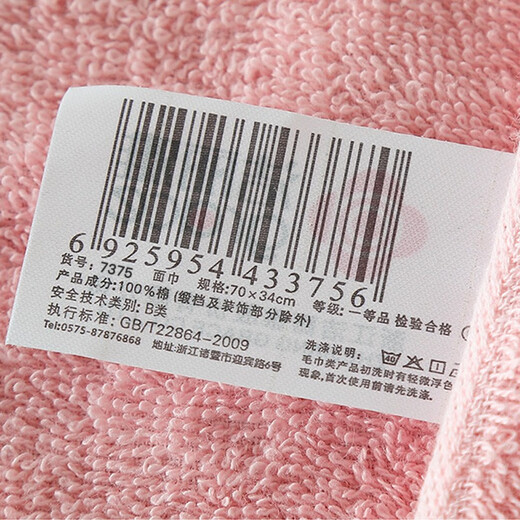 6 925954 433756
货号: 7375 面巾 规格:70×34cm 等级: 一等品 检验合格
产品成分:100%棉 (缎档及装饰部分除外)
安全技术类别: B类
执行标准: GB/T22864-2009
Tel:0575-87876868 地址:浙江诸暨市迎宾路6号
洗涤说明:
毛巾类产品初洗时有轻微浮色
现象,首次使用前请先洗涤.